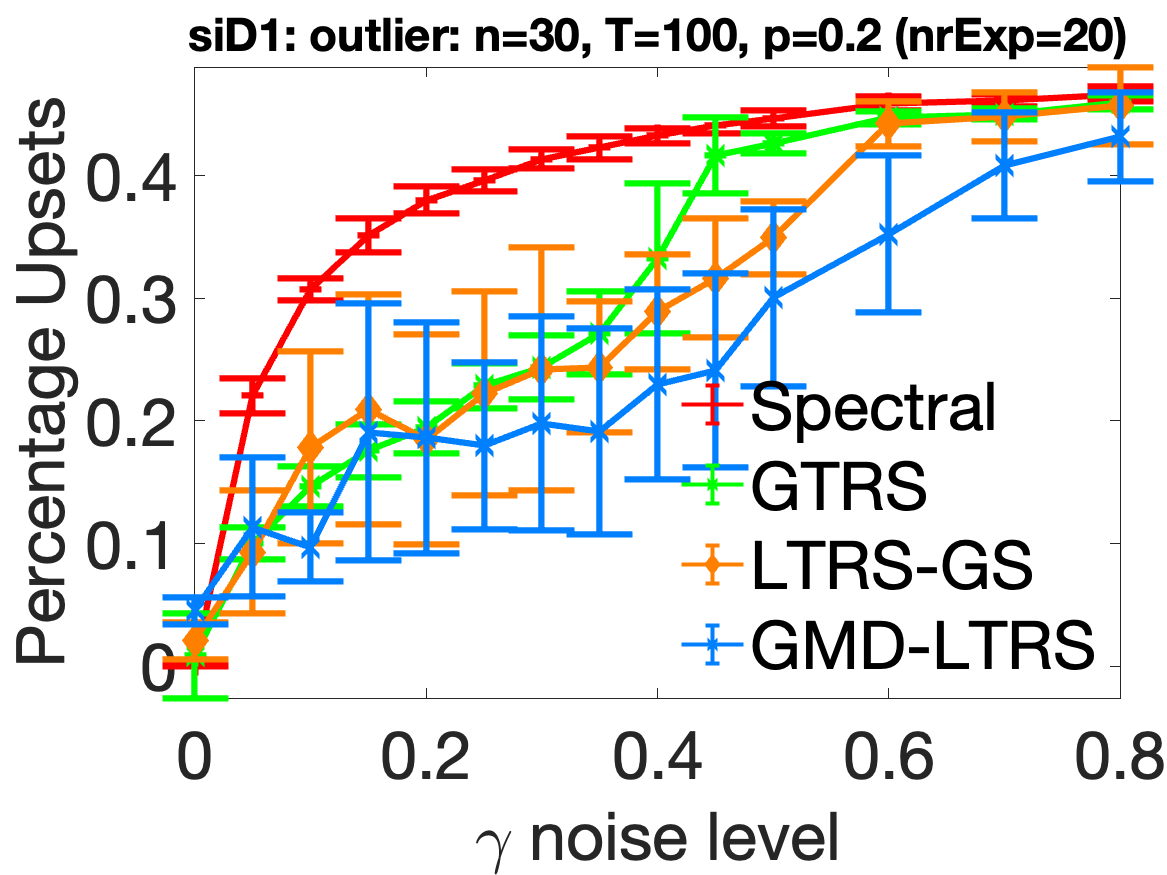 siD1: outlier: n=30, T=100, p=0.2 (nrExp=20)
Percentage Upsets
0.4
0.3
0.2
0.1
0
Spectral
GTRS
LTRS-GS
GMD-LTRS
0 0.2 0.4 0.6 0.8
γ noise level